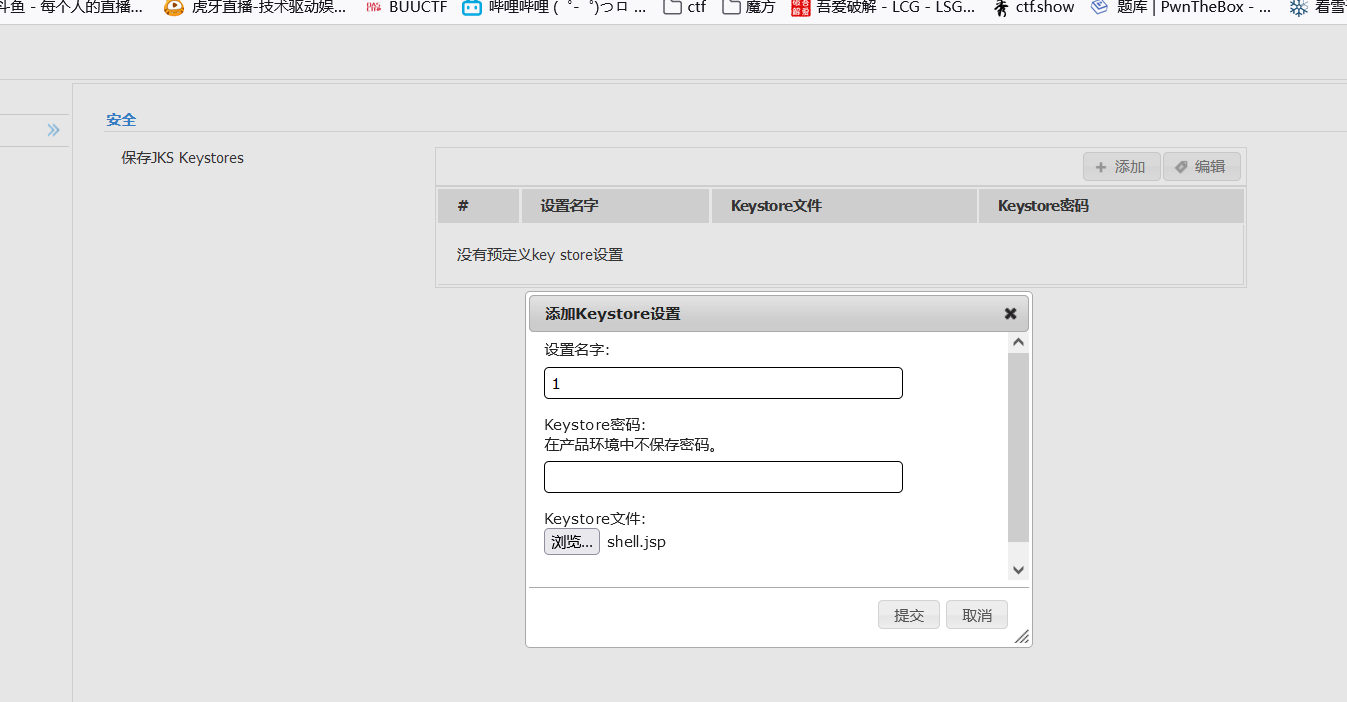 斗鱼 - 每个人的直播... 虎牙直播-技术驱动娱... BUUCTF 哔哩哔哩 ( ゜- ゜)つロ ... ctf 魔方 吾爱破解 - LCG - LSG... ctf.show 题库 | PwnTheBox - ... 看雪
安全
保存JKS Keystores
添加 编辑
# 设置名字 Keystore文件 Keystore密码
没有预定义key store设置
添加Keystore设置
设置名字:
1
Keystore密码:
在产品环境中不保存密码。
Keystore文件:
浏览... shell.jsp
提交 取消